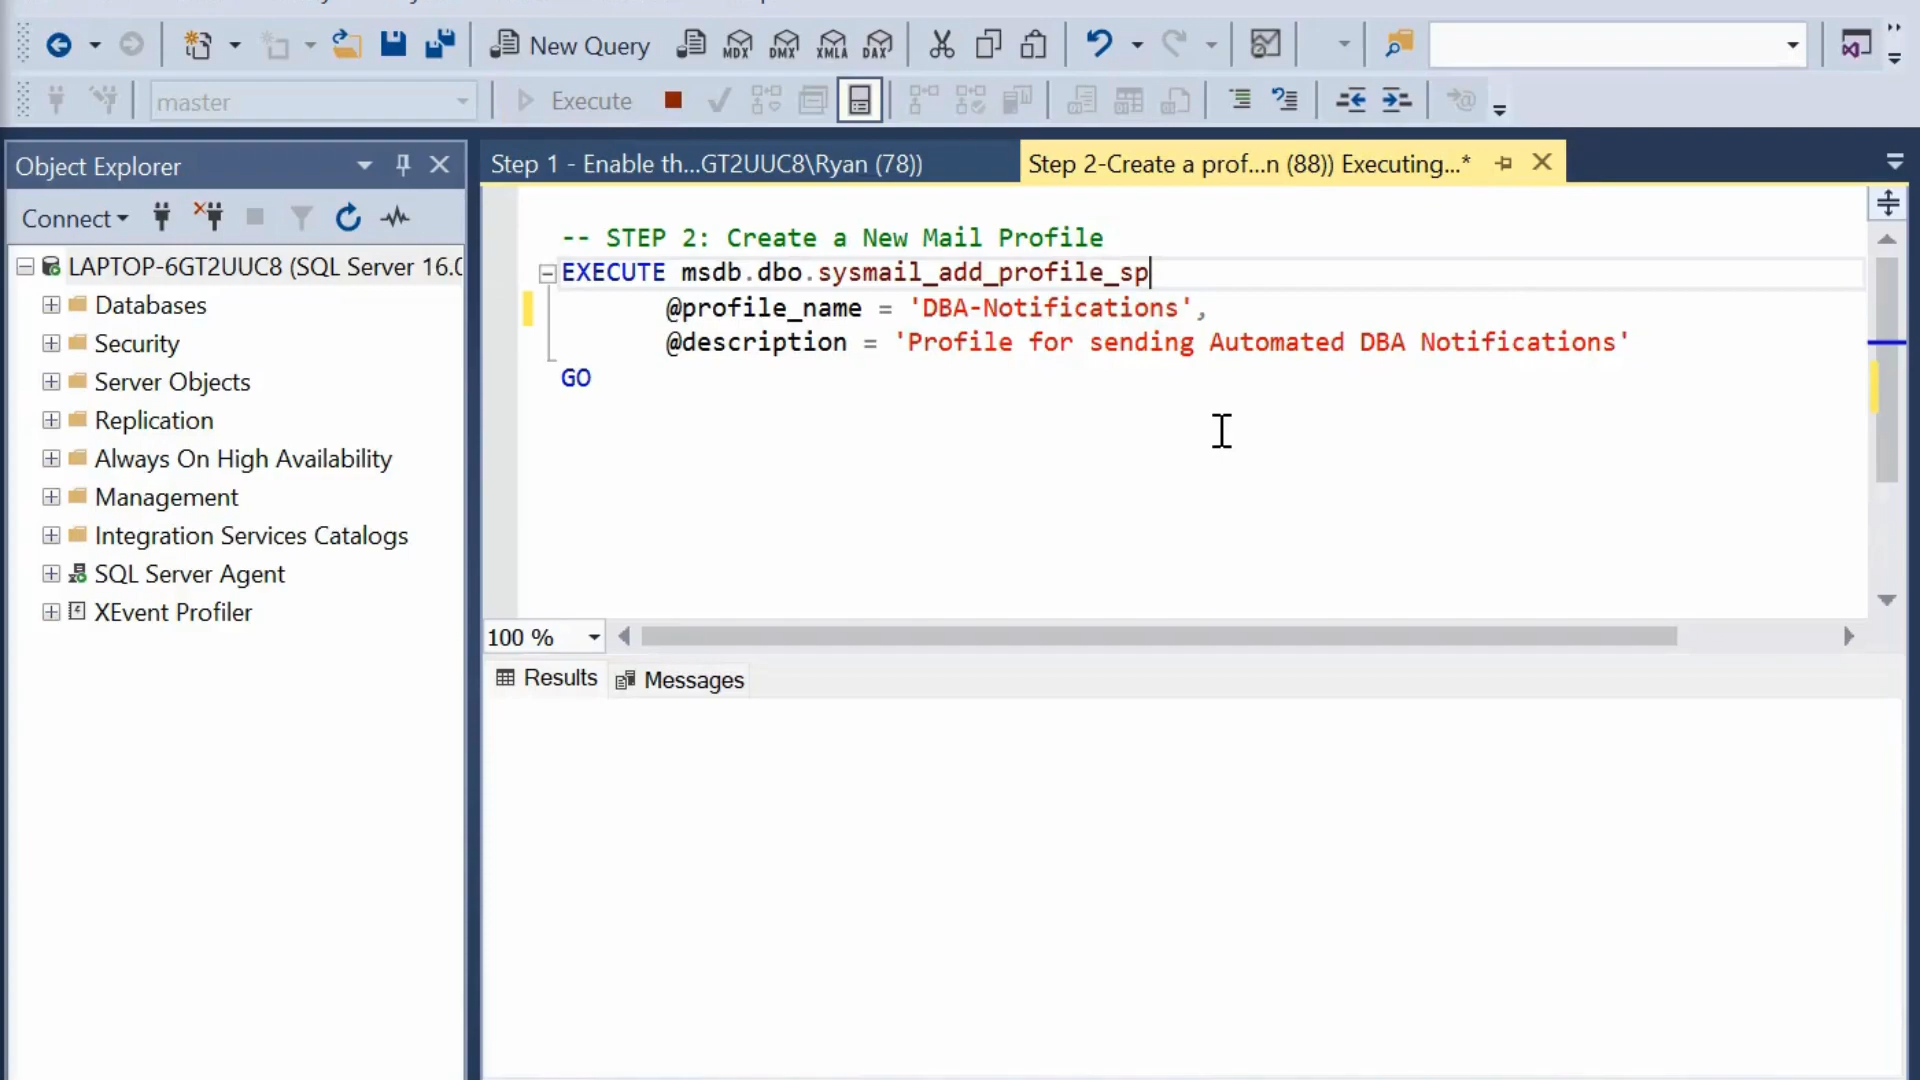 New Query
MDX DMX XMLA DAX
master
Execute
Object Explorer
Step 1 - Enable th...GT2UUC8\Ryan (78))
Step 2-Create a prof...n (88)) Executing...*
Connect
LAPTOP-6GT2UUC8 (SQL Server 16.0
Databases
Security
Server Objects
Replication
Always On High Availability
Management
Integration Services Catalogs
SQL Server Agent
XEvent Profiler
-- STEP 2: Create a New Mail Profile
EXECUTE msdb.dbo.sysmail_add_profile_sp
@profile_name = 'DBA-Notifications',
@description = 'Profile for sending Automated DBA Notifications'
GO
100 %
Results
Messages